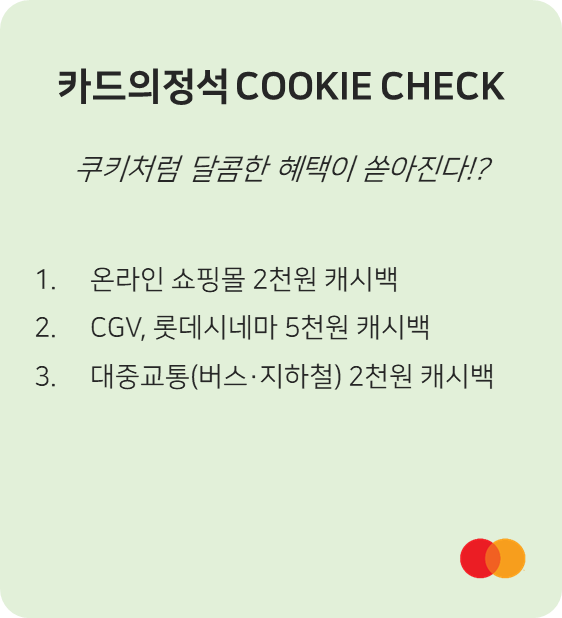 카드의정석 COOKIE CHECK
쿠키처럼 달콤한 혜택이 쏟아진다!?
1. 온라인 쇼핑몰 2천원 캐시백
2. CGV, 롯데시네마 5천원 캐시백
3. 대중교통(버스·지하철) 2천원 캐시백